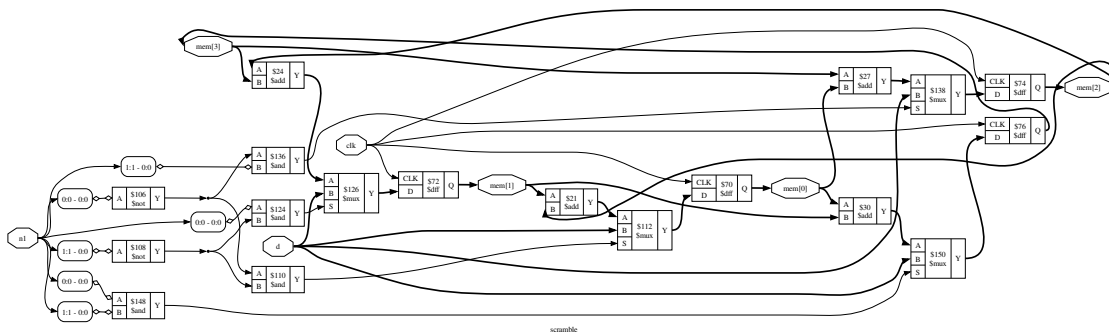 mem[3]
A
B
$24
$add
Y
A
B
$27
$add
Y
A
B
S
$138
$mux
Y
CLK
D
$74
$dff
Q
mem[2]
CLK
D
$76
$dff
Q
clk
1:1 - 0:0
A
B
$136
$and
Y
0:0 - 0:0
A
$106
$not
Y
A
B
S
$126
$mux
Y
CLK
D
$72
$dff
Q
mem[1]
A
B
$21
$add
Y
CLK
D
$70
$dff
Q
mem[0]
0:0 - 0:0
A
B
$124
$and
Y
A
B
S
$112
$mux
Y
A
B
$30
$add
Y
n1
1:1 - 0:0
A
$108
$not
Y
d
A
B
$110
$and
Y
A
B
S
$150
$mux
Y
0:0 - 0:0
1:1 - 0:0
A
B
$148
$and
Y
scramble